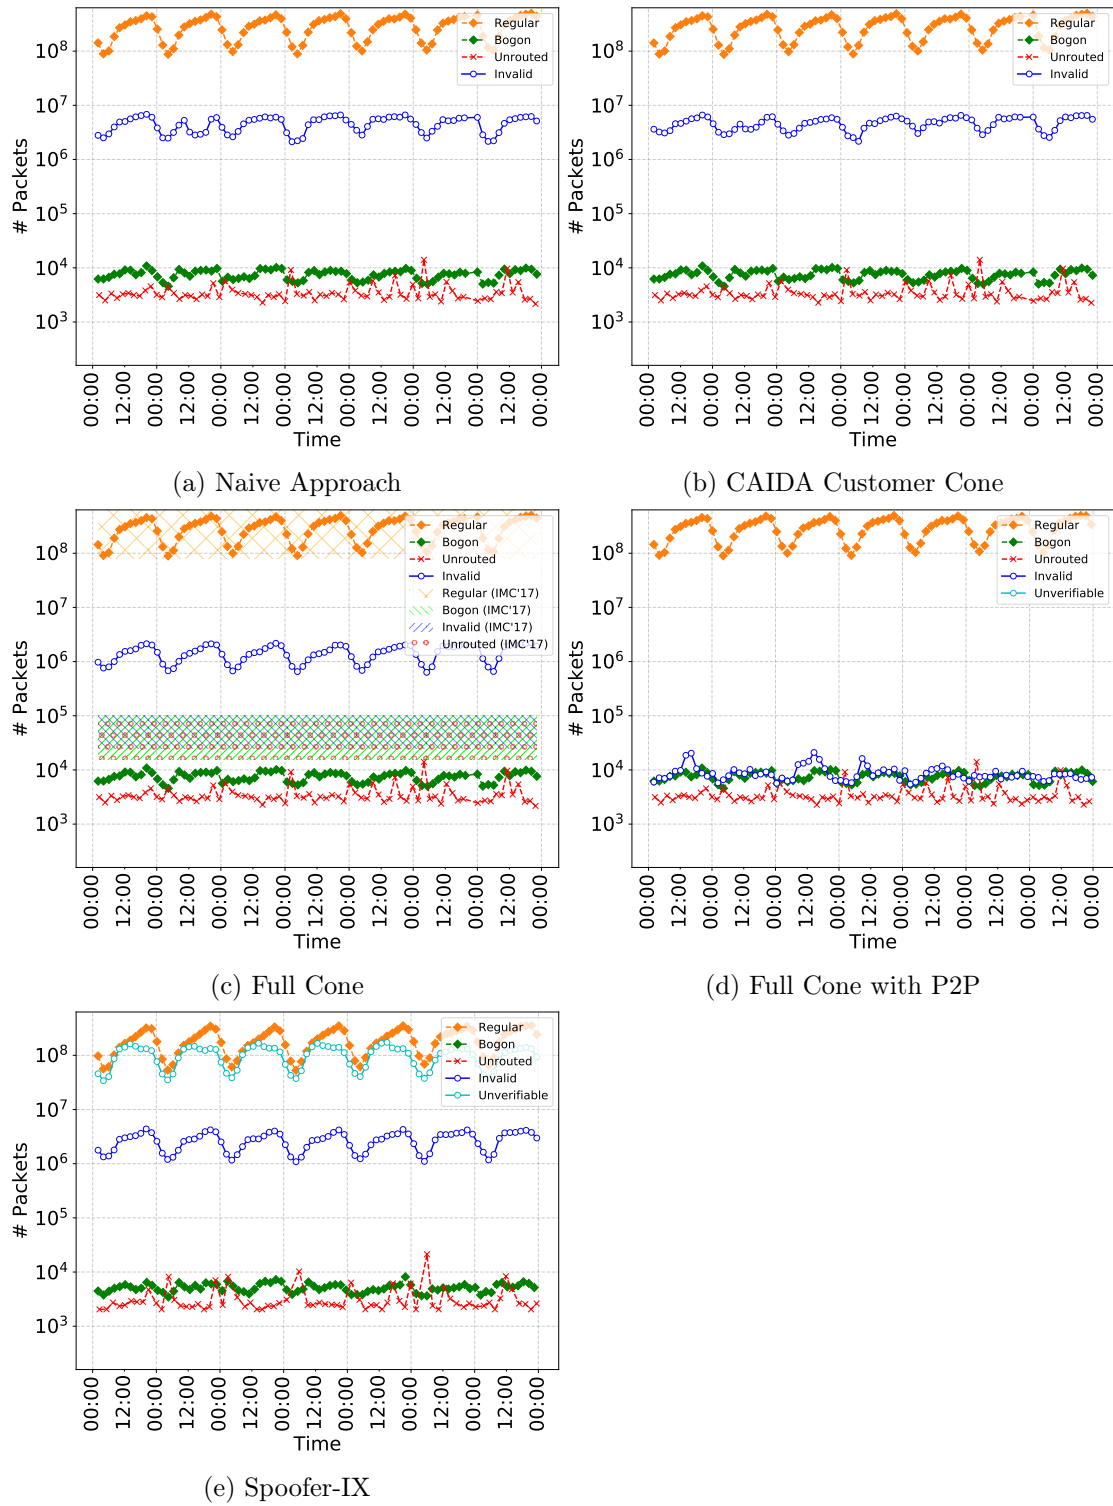 Regular
Bogon
Unrouted
Invalid
10^8
10^7
10^6
10^5
10^4
10^3
# Packets
00:00 12:00 00:00 12:00 00:00 12:00 00:00 12:00 00:00 12:00 00:00 12:00 00:00 12:00 00:00
Time
(a) Naive Approach
Regular
Bogon
Unrouted
Invalid
10^8
10^7
10^6
10^5
10^4
10^3
# Packets
00:00 12:00 00:00 12:00 00:00 12:00 00:00 12:00 00:00 12:00 00:00 12:00 00:00 12:00 00:00
Time
(b) CAIDA Customer Cone
Regular
Bogon
Unrouted
Invalid
Regular (IMC'17)
Bogon (IMC'17)
Invalid (IMC'17)
Unrouted (IMC'17)
10^8
10^7
10^6
10^5
10^4
10^3
# Packets
00:00 12:00 00:00 12:00 00:00 12:00 00:00 12:00 00:00 12:00 00:00 12:00 00:00 12:00 00:00
Time
(c) Full Cone
Regular
Bogon
Unrouted
Invalid
Unverifiable
10^8
10^7
10^6
10^5
10^4
10^3
# Packets
00:00 12:00 00:00 12:00 00:00 12:00 00:00 12:00 00:00 12:00 00:00 12:00 00:00 12:00 00:00
Time
(d) Full Cone with P2P
Regular
Bogon
Unrouted
Invalid
Unverifiable
10^8
10^7
10^6
10^5
10^4
10^3
# Packets
00:00 12:00 00:00 12:00 00:00 12:00 00:00 12:00 00:00 12:00 00:00 12:00 00:00 12:00 00:00
Time
(e) Spoofer-IX